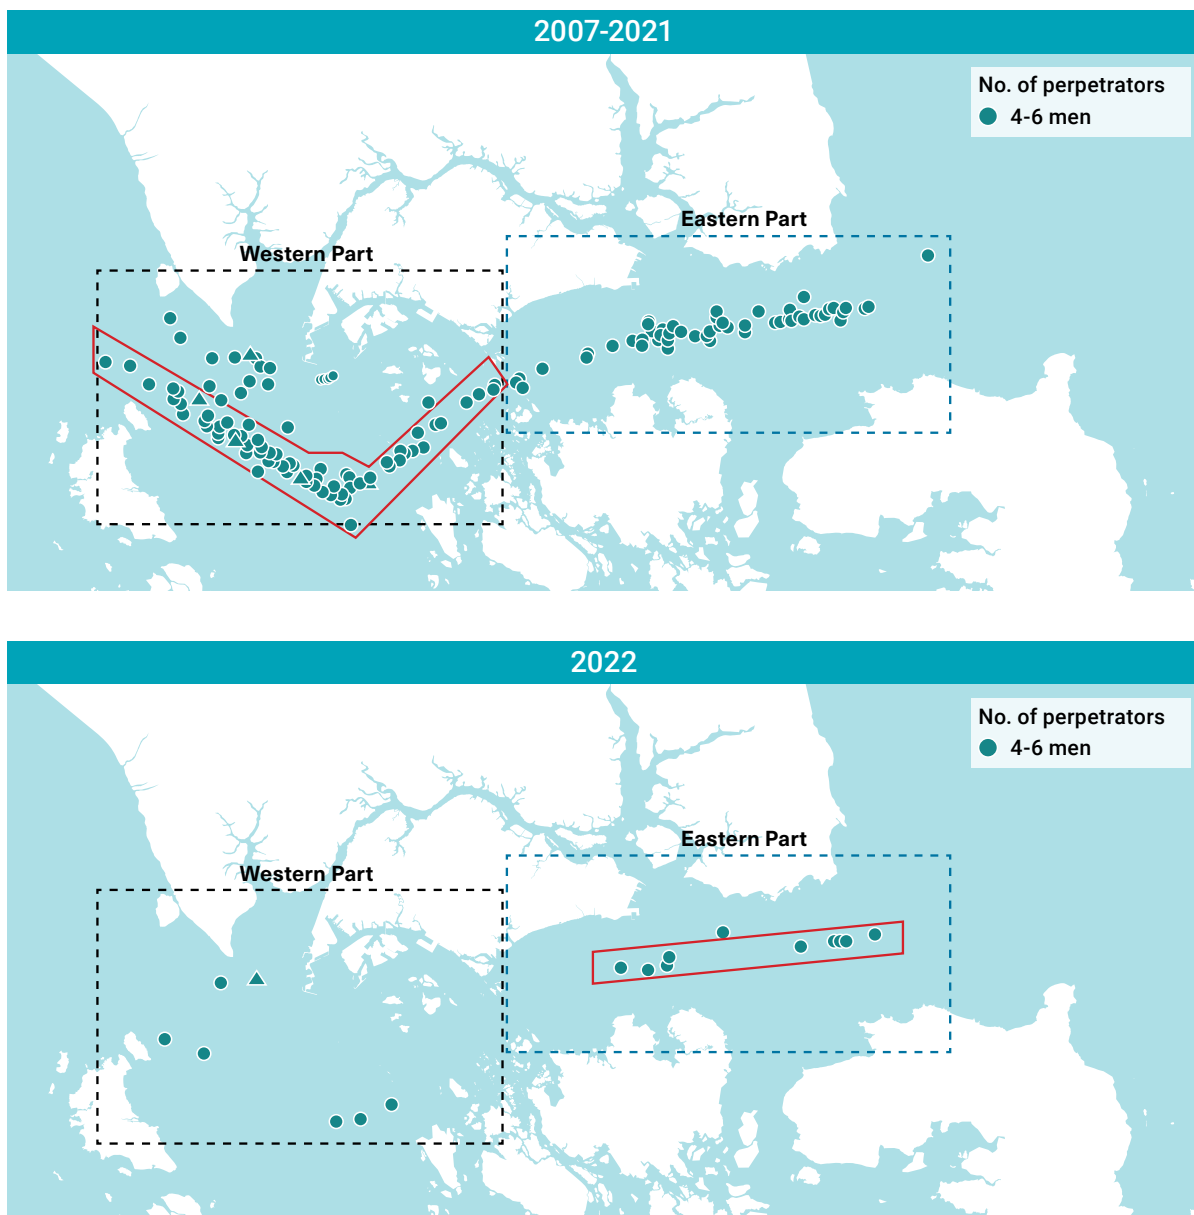 2007-2021
No. of perpetrators
4-6 men
Eastern Part
Western Part
2022
No. of perpetrators
4-6 men
Eastern Part
Western Part